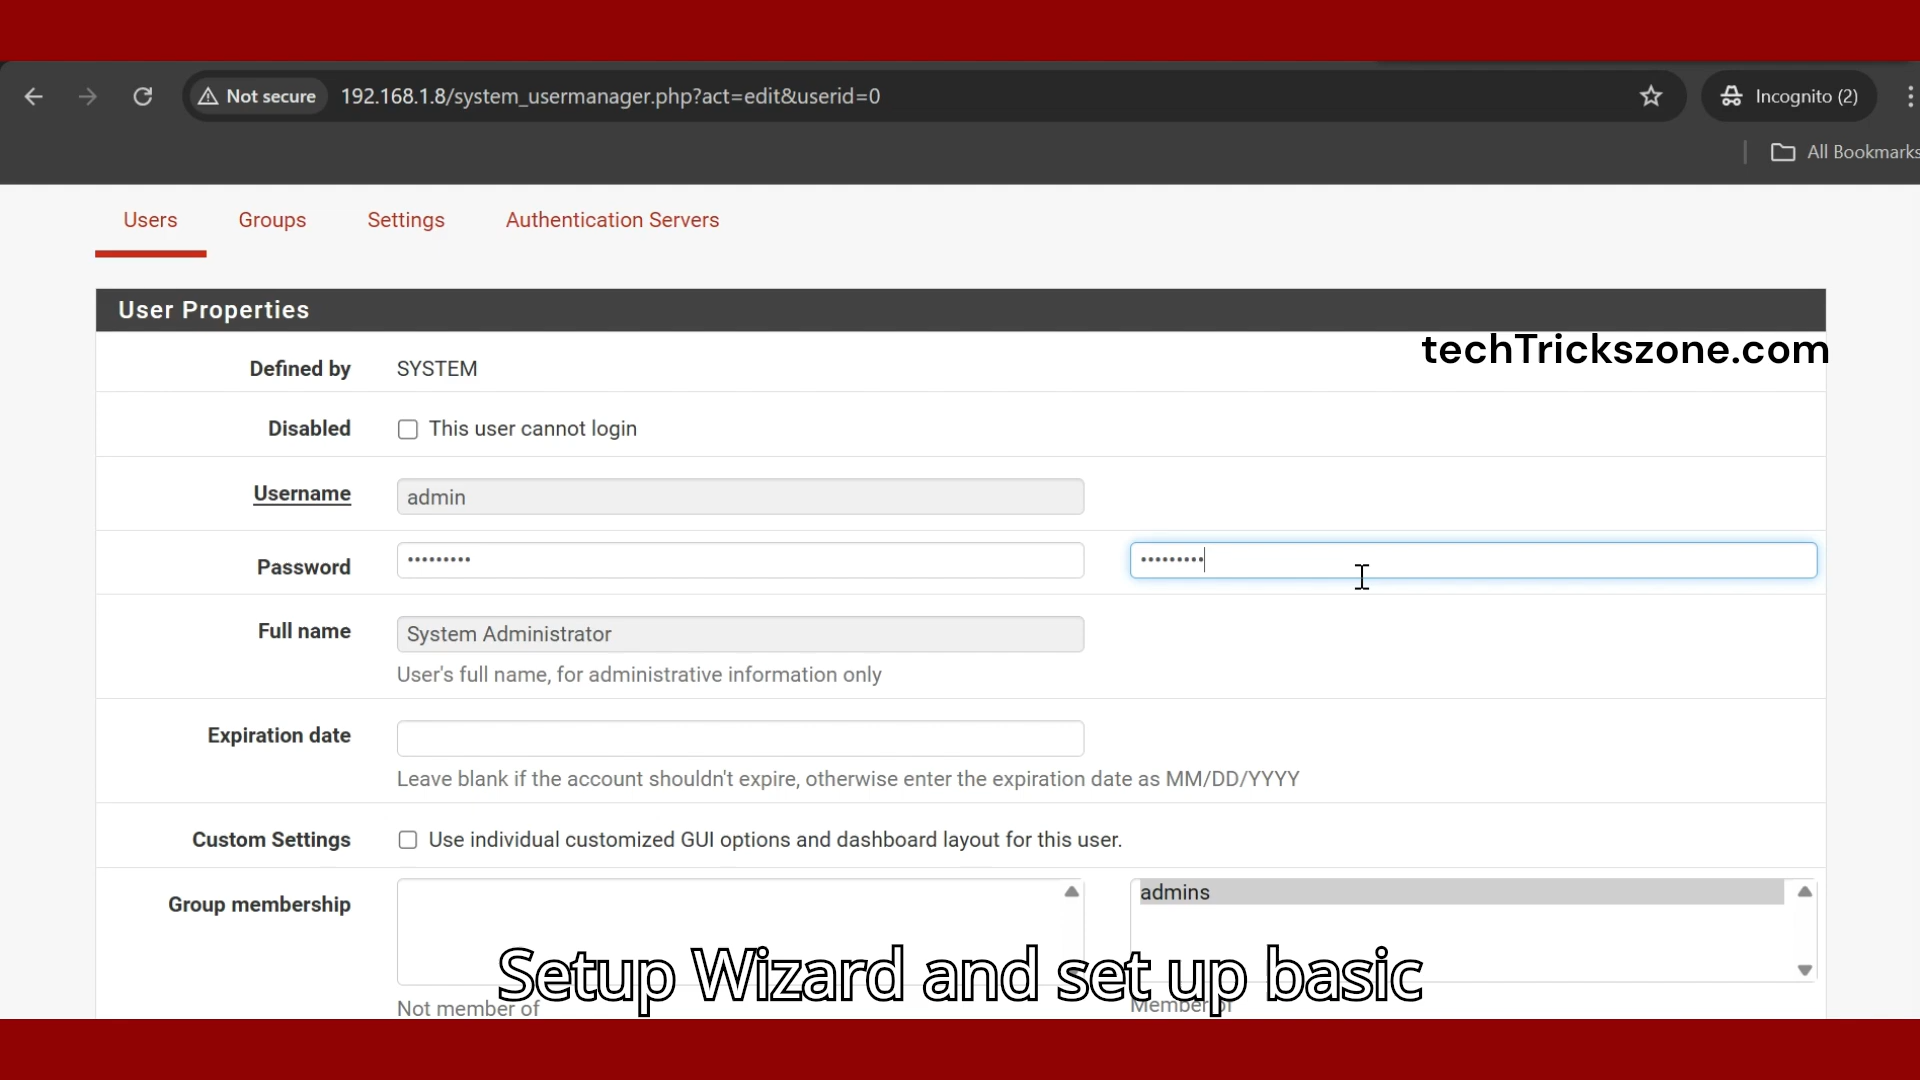 Not secure 192.168.1.8/system_usermanager.php?act=edit&userid=0 Incognito (2)
All Bookmarks
Users Groups Settings Authentication Servers
User Properties
techTrickszone.com
Defined by SYSTEM
Disabled This user cannot login
Username admin
Password ••••••••• •••••••••
Full name System Administrator
User's full name, for administrative information only
Expiration date
Leave blank if the account shouldn't expire, otherwise enter the expiration date as MM/DD/YYYY
Custom Settings Use individual customized GUI options and dashboard layout for this user.
Group membership admins
Setup Wizard and set up basic
Not member of Member of